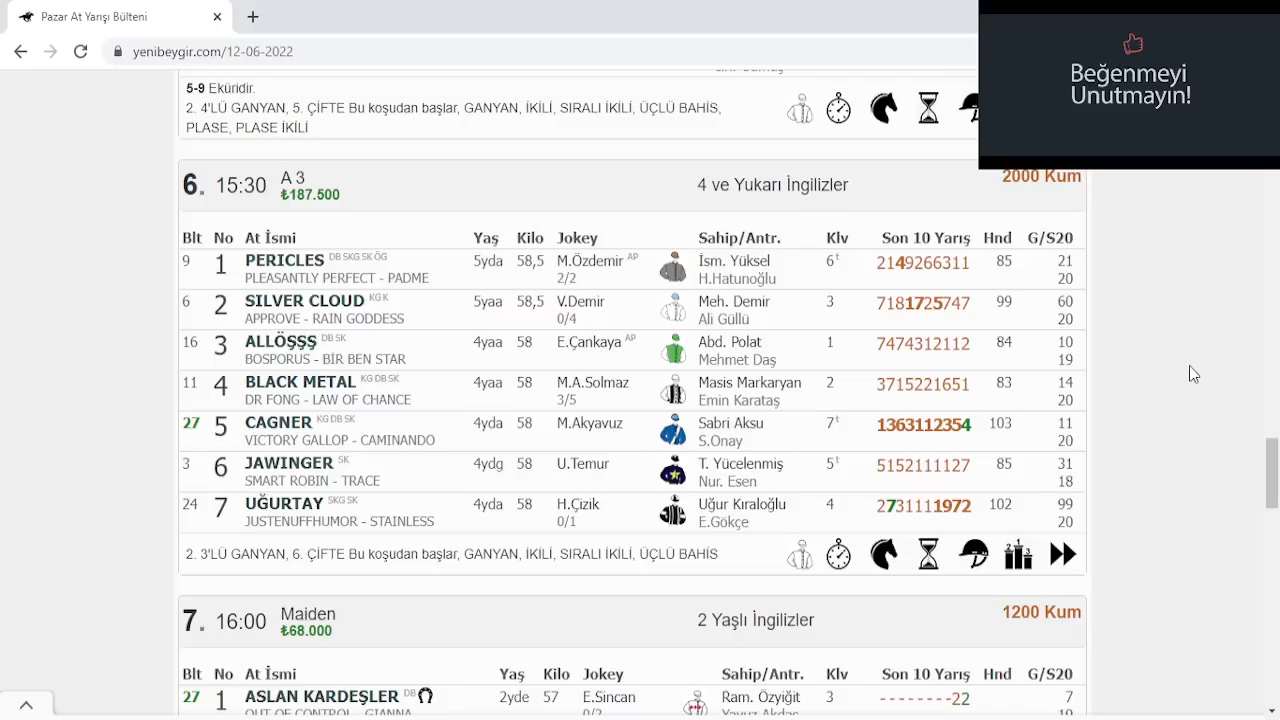 Pazar At Yarışı Bülteni
yenibeygir.com/12-06-2022
Beğenmeyi
Unutmayın!
5-9 Eküridir.
2. 4'LÜ GANYAN, 5. ÇİFTE Bu koşudan başlar, GANYAN, İKİLİ, SIRALI İKİLİ, ÜÇLÜ BAHİS,
PLASE, PLASE İKİLİ
6. 15:30 A 3 4 ve Yukarı İngilizler 2000 Kum
₺187.500
Blt No At İsmi Yaş Kilo Jokey Sahip/Antr. Klv Son 10 Yarış Hnd G/S20
9 1 PERICLES DB SKG SK ÖG 5yda 58,5 M.Özdemir AP İsm. Yüksel 6t 2149266311 85 21
PLEASANTLY PERFECT - PADME 2/2 H.Hatunoğlu 20
6 2 SILVER CLOUD KG K 5yaa 58,5 V.Demir Meh. Demir 3 7181725747 99 60
APPROVE - RAIN GODDESS 0/4 Ali Güllü 20
16 3 ALLÖŞŞŞ DB SK 4yaa 58 E.Çankaya AP Abd. Polat 1 7474312112 84 10
BOSPORUS - BİR BEN STAR Mehmet Daş 19
11 4 BLACK METAL KG DB SK 4yaa 58 M.A.Solmaz Masis Markaryan 2 3715221651 83 14
DR FONG - LAW OF CHANCE 3/5 Emin Karataş 20
27 5 CAGNER KG DB SK 4yda 58 M.Akyavuz Sabri Aksu 7t 1363112354 103 11
VICTORY GALLOP - CAMINANDO S.Onay 20
3 6 JAWINGER SK 4ydg 58 U.Temur T. Yücelenmiş 5t 5152111127 85 31
SMART ROBIN - TRACE Nur. Esen 18
24 7 UĞURTAY SKG SK 4yda 58 H.Çizik Uğur Kıraloğlu 4 2731111972 102 99
JUSTENUFFHUMOR - STAINLESS 0/1 E.Gökçe 20
2. 3'LÜ GANYAN, 6. ÇİFTE Bu koşudan başlar, GANYAN, İKİLİ, SIRALI İKİLİ, ÜÇLÜ BAHİS
7. 16:00 Maiden 2 Yaşlı İngilizler 1200 Kum
₺68.000
Blt No At İsmi Yaş Kilo Jokey Sahip/Antr. Klv Son 10 Yarış Hnd G/S20
27 1 ASLAN KARDEŞLER DB 2yde 57 E.Sincan Ram. Özyiğit 3 --------22 7
OUT OF CONTROL - GIANNA 0/2 Yavuz Akdaş 19